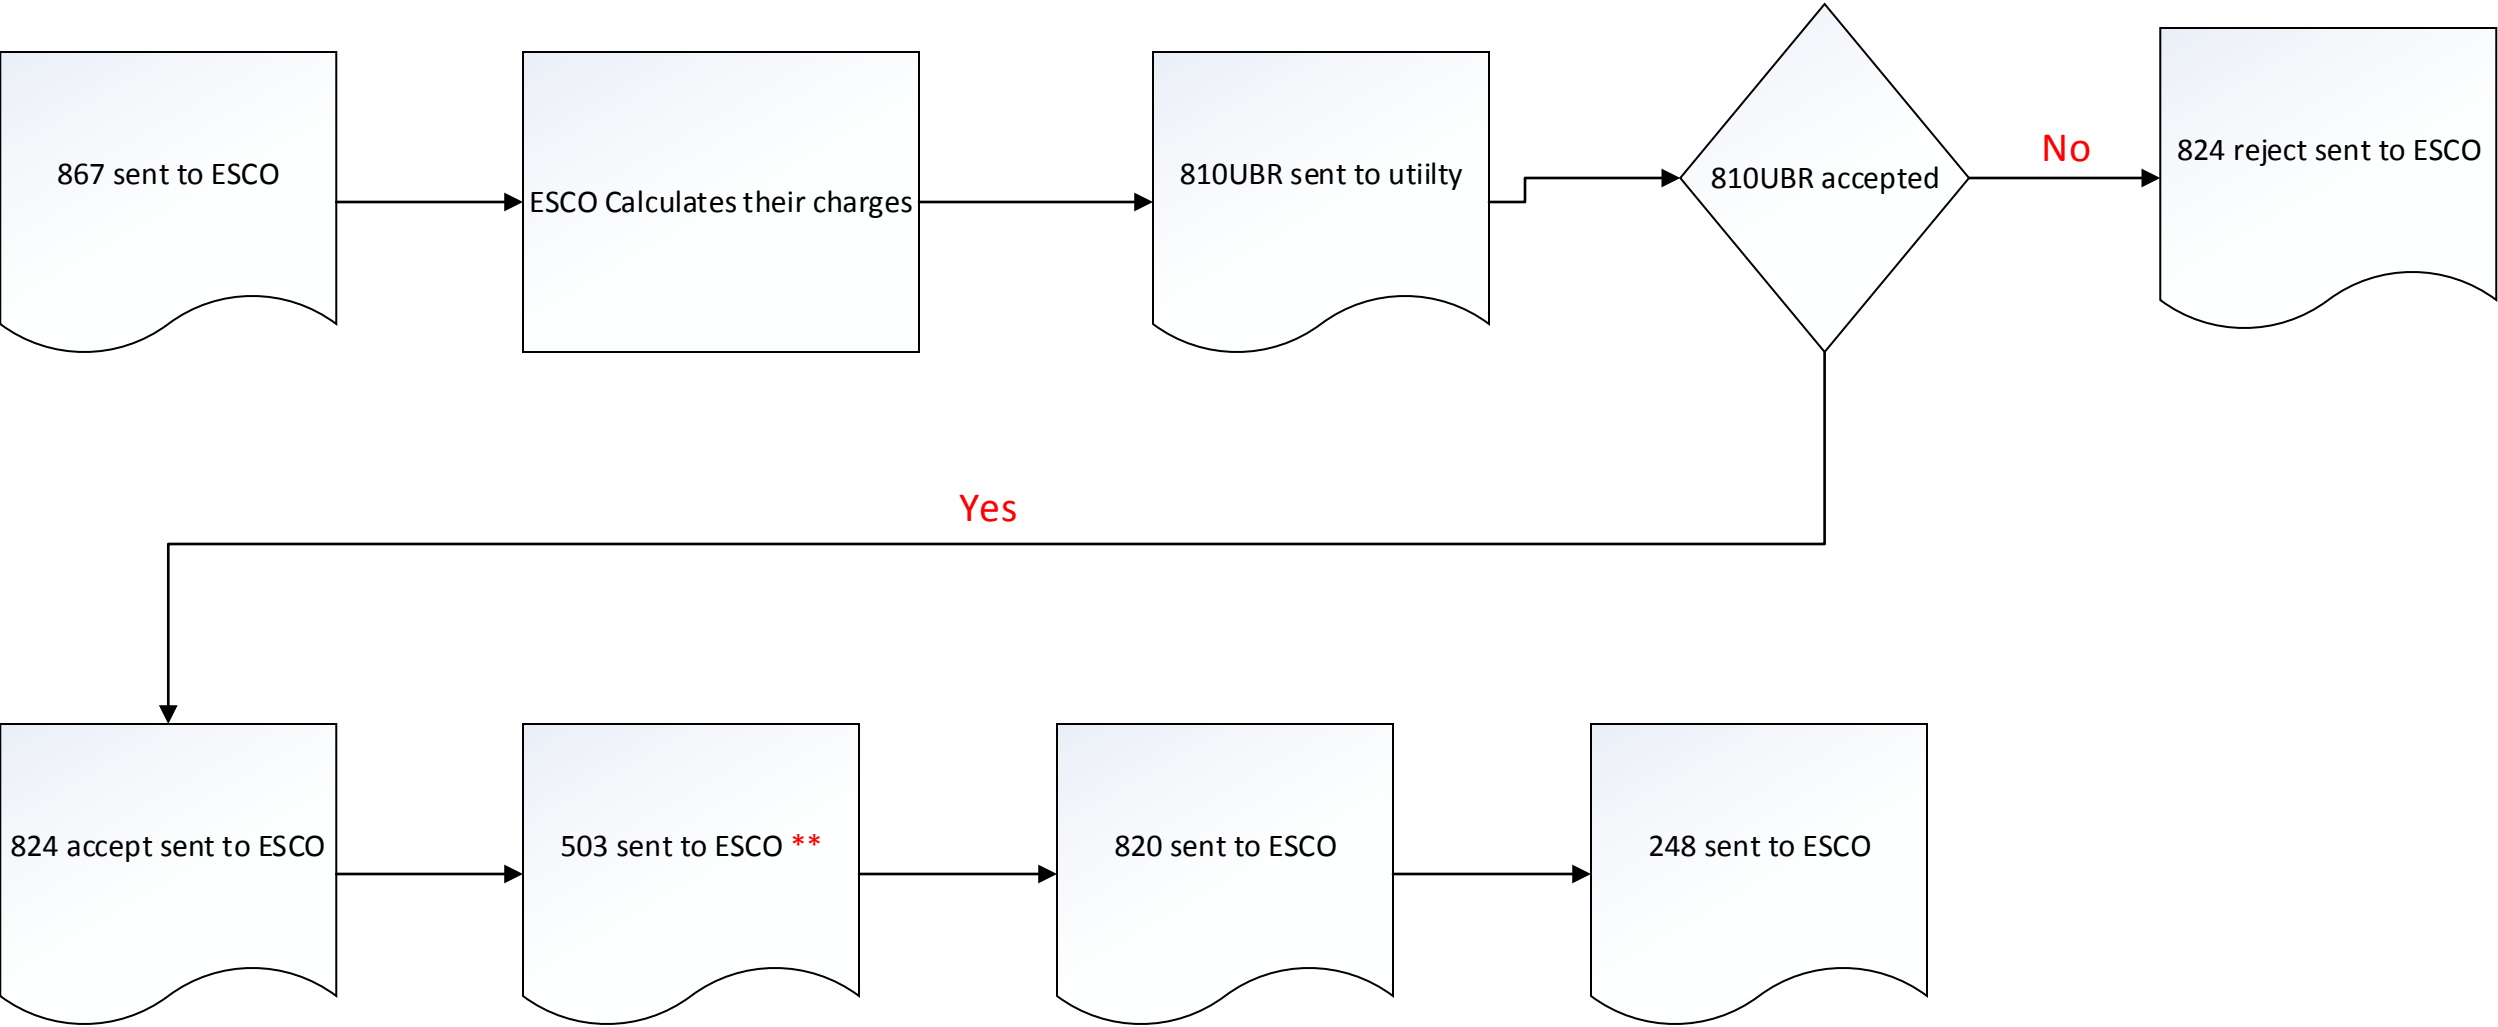 867 sent to ESCO
ESCO Calculates their charges
810UBR sent to utiilty
810UBR accepted
No
824 reject sent to ESCO
Yes
824 accept sent to ESCO
503 sent to ESCO **
820 sent to ESCO
248 sent to ESCO